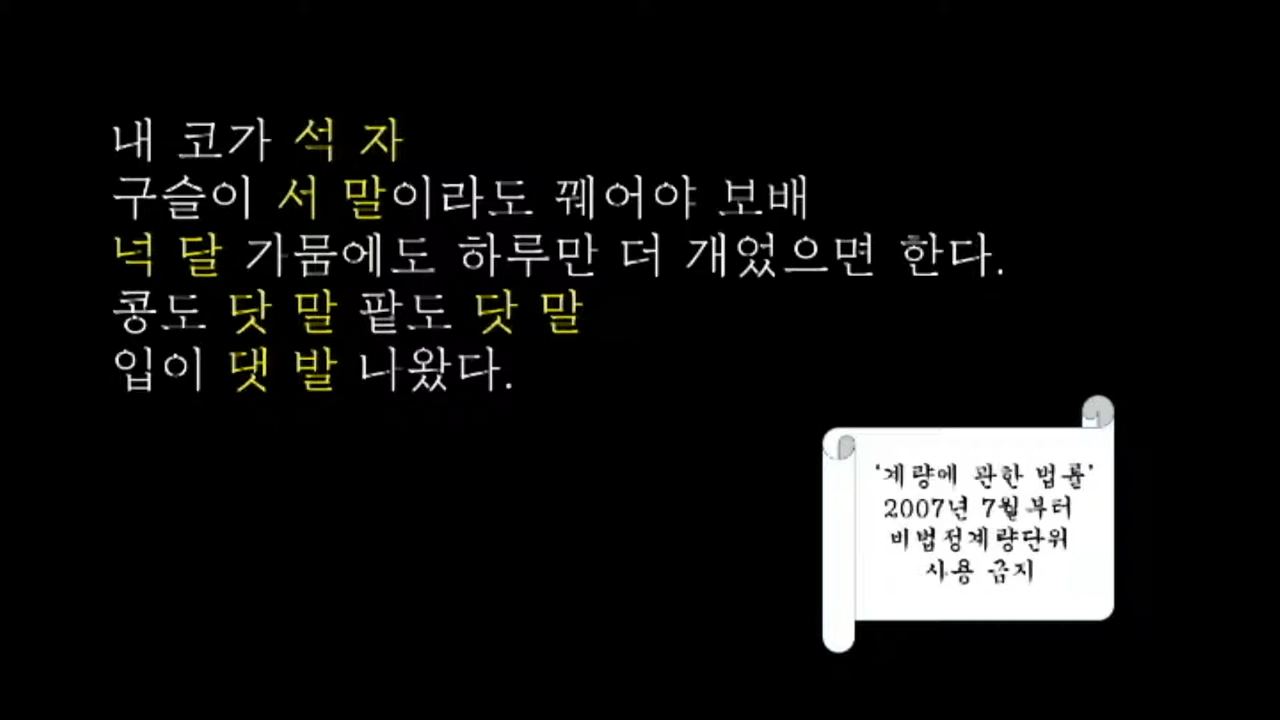 내 코가 석 자
구슬이 서 말이라도 꿰어야 보배
넉 달 가뭄에도 하루만 더 개었으면 한다.
콩도 닷 말 팥도 닷 말
입이 댓 발 나왔다.
‘계량에 관한 법률’
2007년 7월부터
비법정계량단위
사용 금지